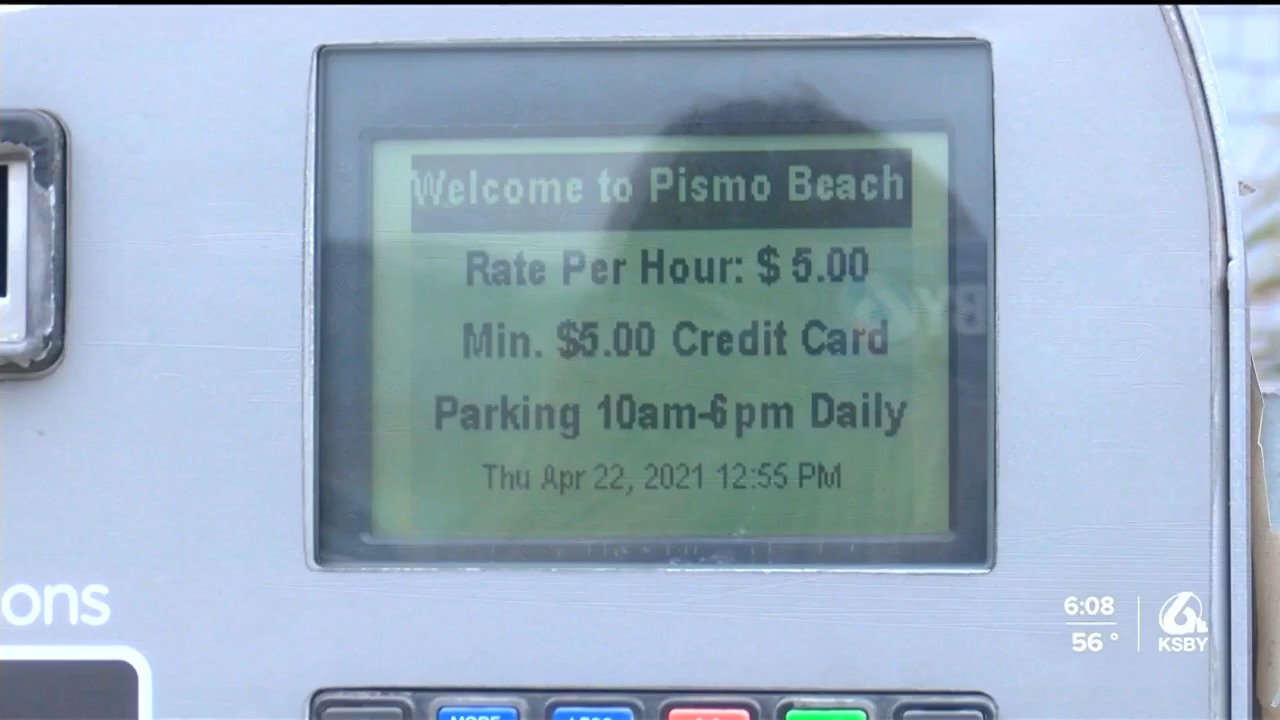 Welcome to Pismo Beach
Rate Per Hour: $ 5.00
Min. $5.00 Credit Card
Parking 10am-6pm Daily
Thu Apr 22, 2021 12:55 PM
ons
6:08
56°
KSBY
MORE